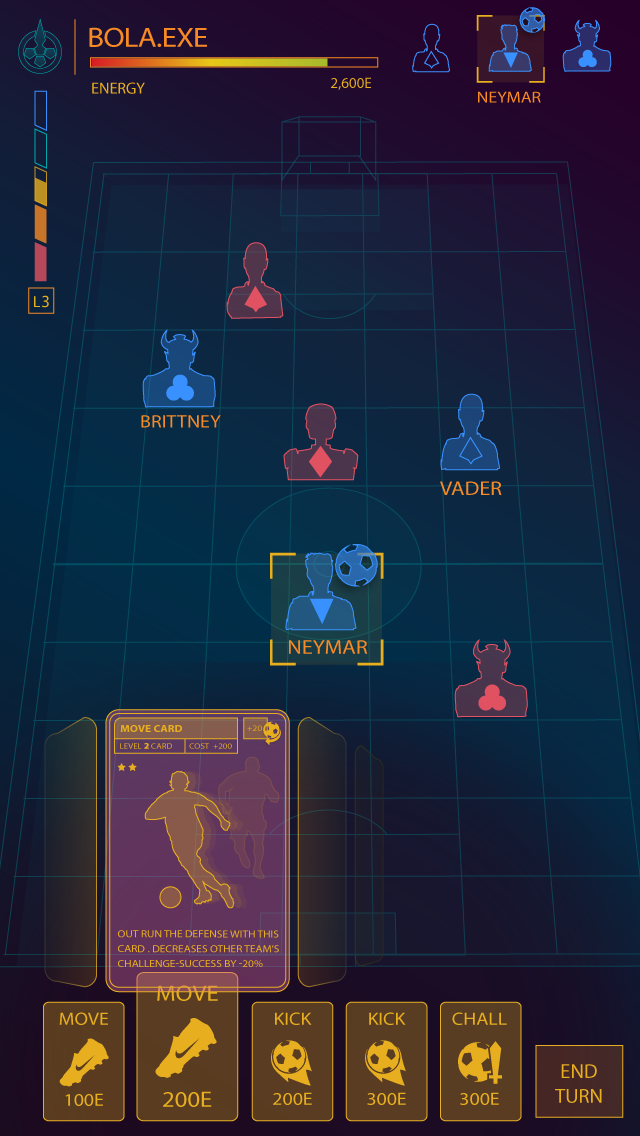 BOLA.EXE
ENERGY
2,600E
NEYMAR
L3
BRITTNEY
VADER
NEYMAR
MOVE CARD
+20
LEVEL 2 CARD
COST +200
OUT RUN THE DEFENSE WITH THIS
CARD . DECREASES OTHER TEAM'S
CHALLENGE-SUCCESS BY -20%
MOVE
100E
MOVE
200E
KICK
200E
KICK
300E
CHALL
300E
END
TURN